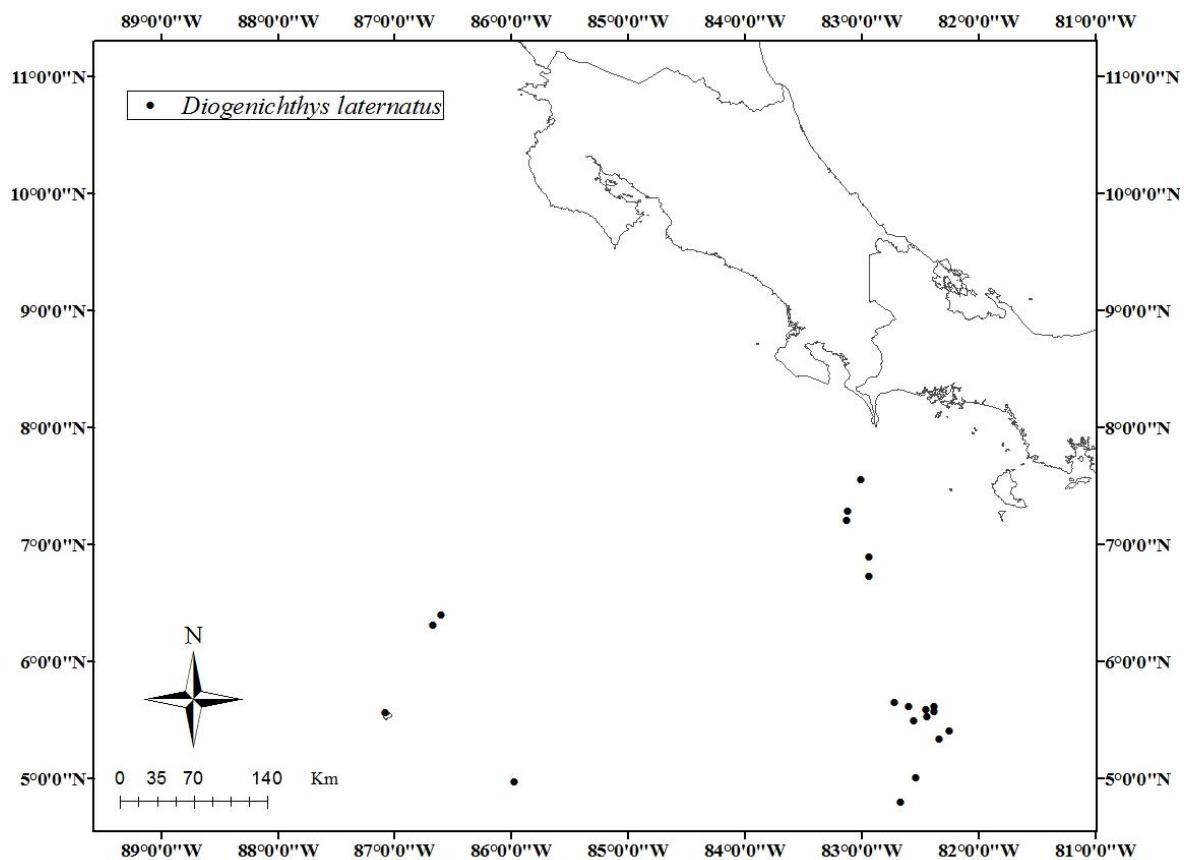 89°0'0"W 88°0'0"W 87°0'0"W 86°0'0"W 85°0'0"W 84°0'0"W 83°0'0"W 82°0'0"W 81°0'0"W
11°0'0"N 11°0'0"N
Diogenichthys laternatus
10°0'0"N 10°0'0"N
9°0'0"N 9°0'0"N
8°0'0"N 8°0'0"N
7°0'0"N 7°0'0"N
N
6°0'0"N 6°0'0"N
0 35 70 140 Km
5°0'0"N 5°0'0"N
89°0'0"W 88°0'0"W 87°0'0"W 86°0'0"W 85°0'0"W 84°0'0"W 83°0'0"W 82°0'0"W 81°0'0"W